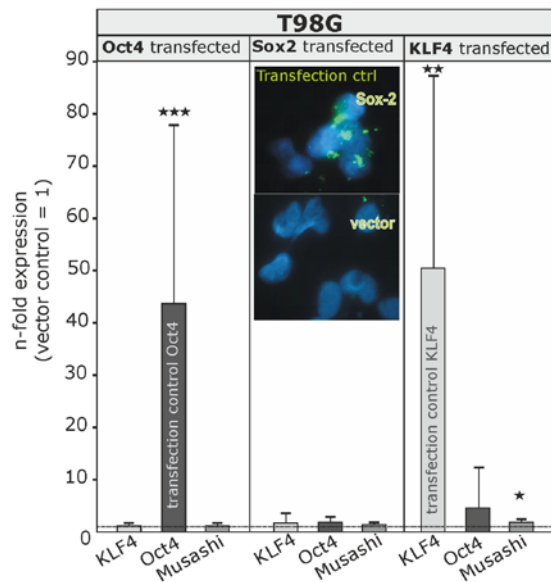 T98G
Oct4 transfected
Sox2 transfected
KLF4 transfected
n-fold expression
(vector control = 1)
90
80
70
60
50
40
30
20
10
0
★★★
transfection control Oct4
Transfection ctrl
Sox-2
vector
★★
transfection control KLF4
★
KLF4
Oct4
Musashi
KLF4
Oct4
Musashi
KLF4
Oct4
Musashi